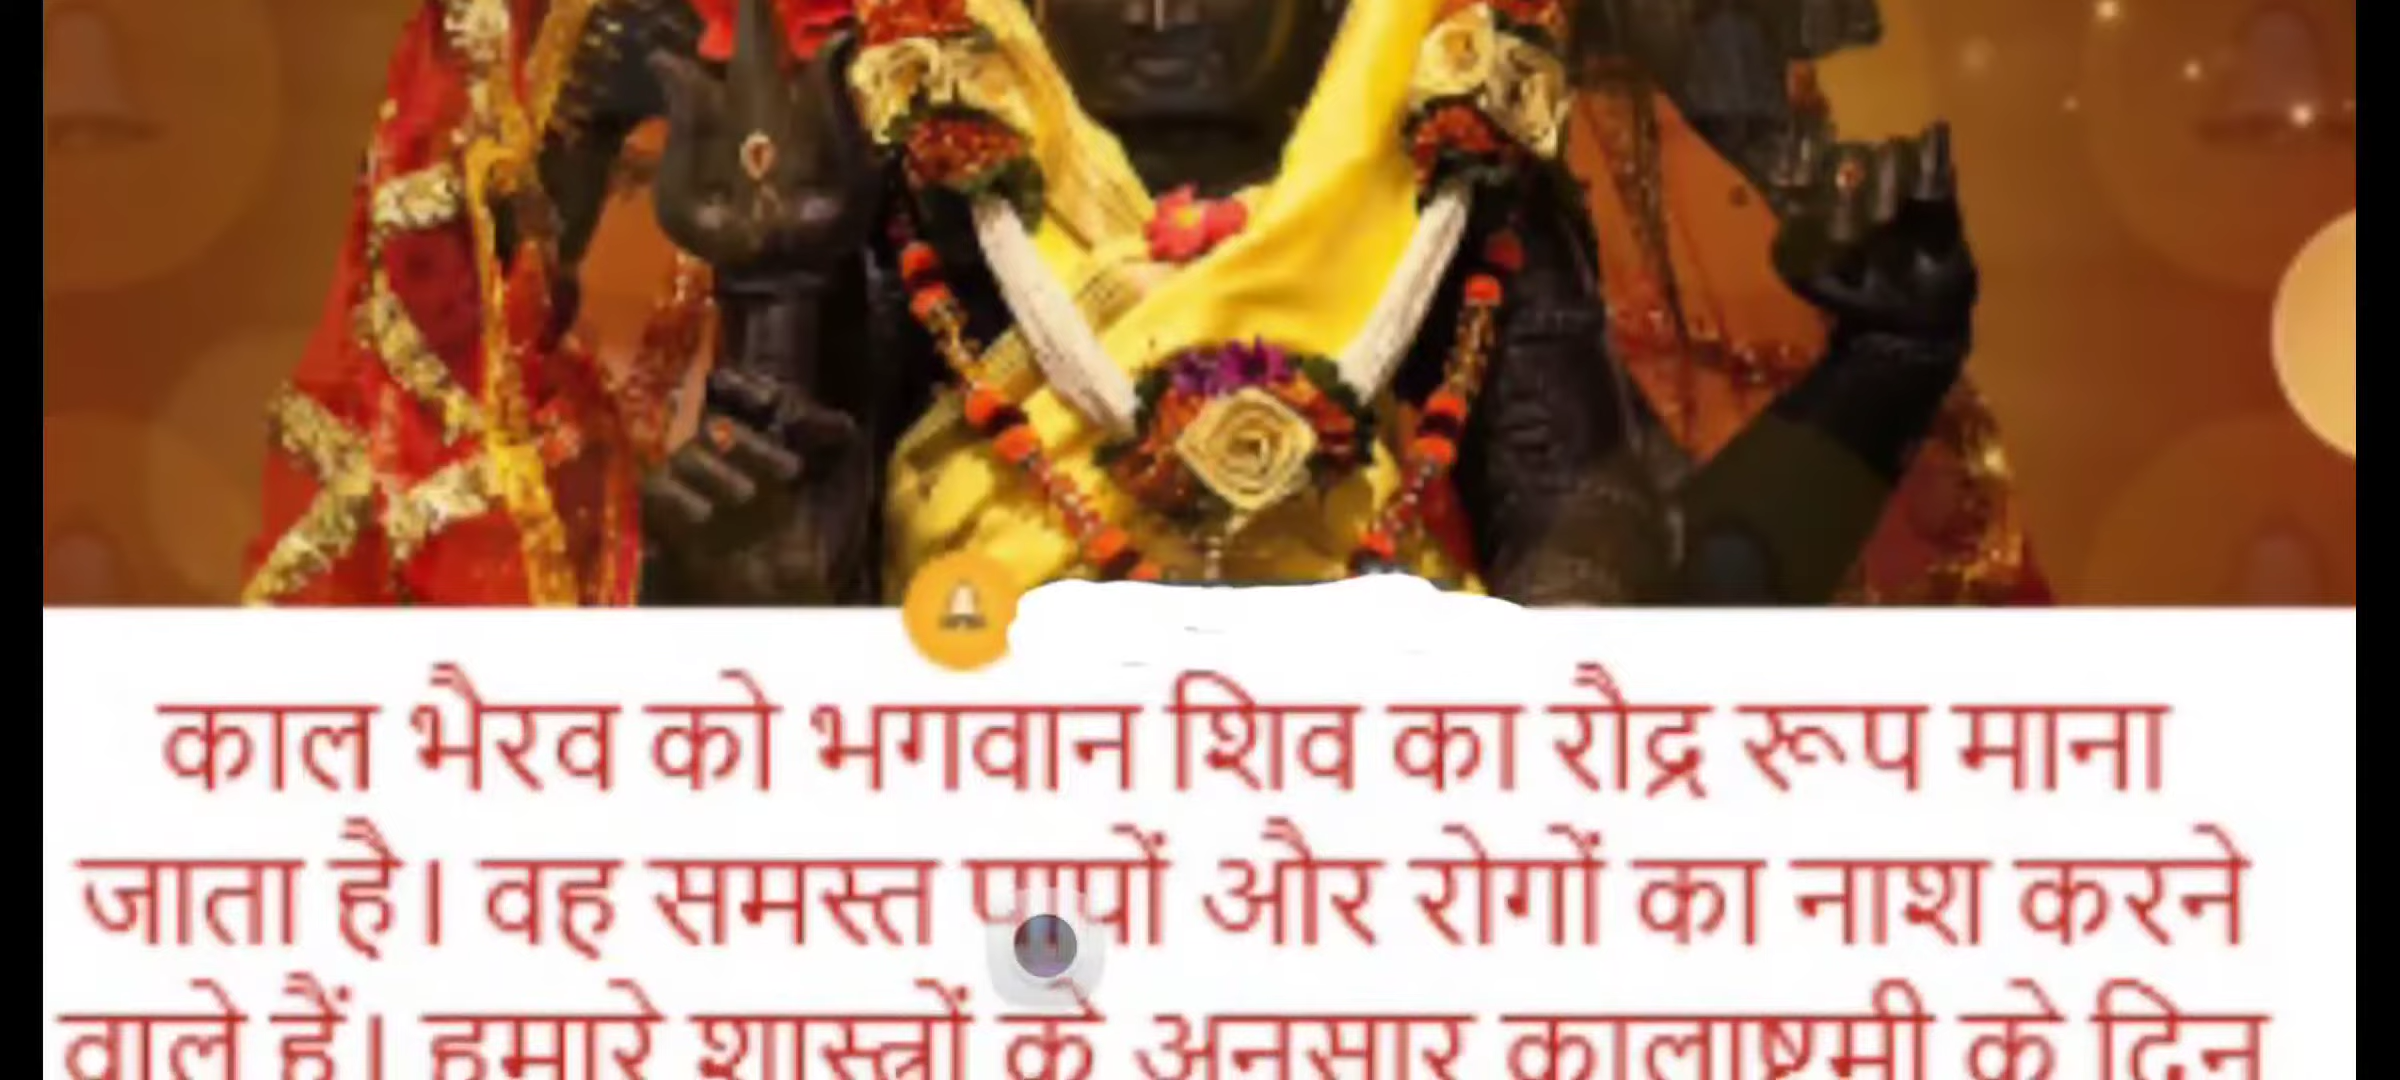 काल भैरव को भगवान शिव का रौद्र रूप माना
जाता है। वह समस्त पापों और रोगों का नाश करने
वाले हैं। हमारे शास्त्रों के अनुसार कालाष्टमी के दिन